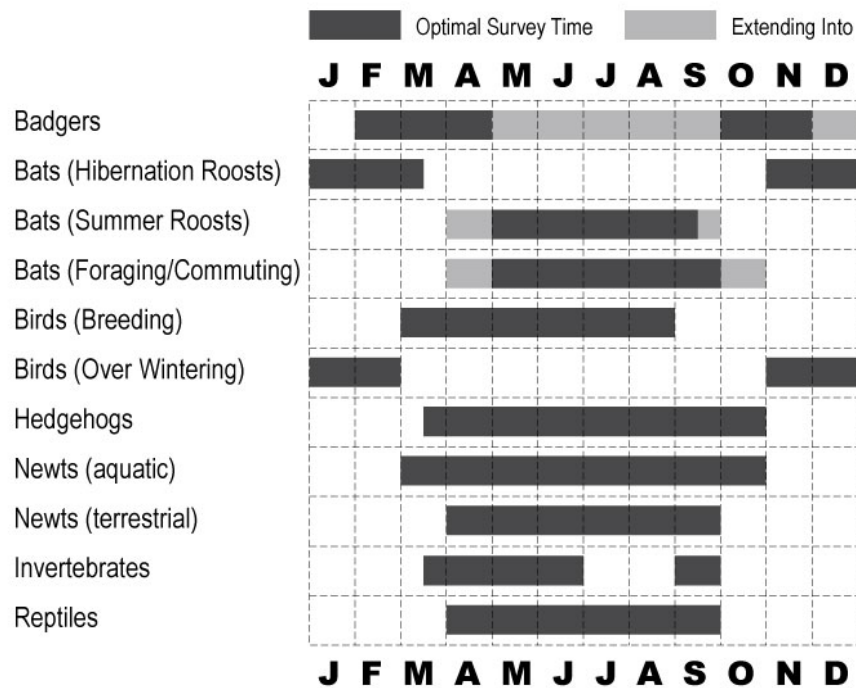 Optimal Survey Time Extending Into
J F M A M J J A S O N D
Badgers
Bats (Hibernation Roosts)
Bats (Summer Roosts)
Bats (Foraging/Commuting)
Birds (Breeding)
Birds (Over Wintering)
Hedgehogs
Newts (aquatic)
Newts (terrestrial)
Invertebrates
Reptiles
J F M A M J J A S O N D